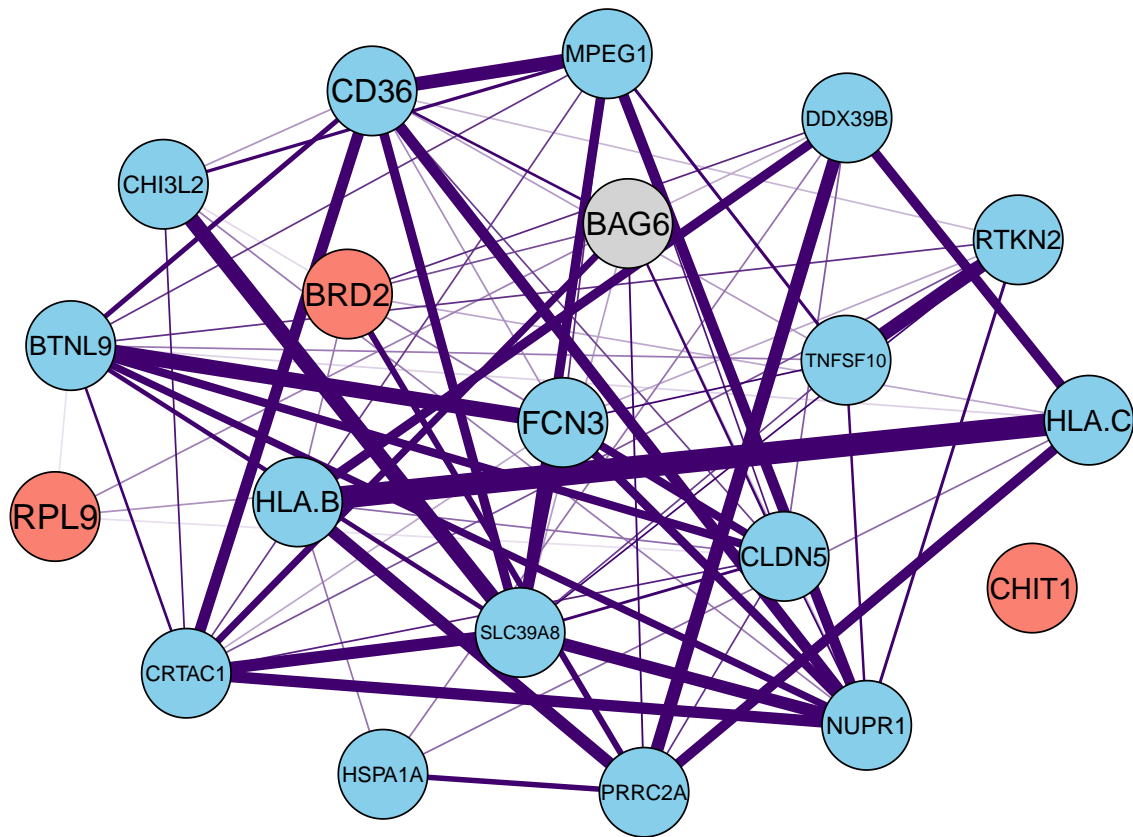 MPEG1
CD36
DDX39B
CHI3L2
BAG6
RTKN2
BRD2
BTNL9
TNFSF10
FCN3
HLA.C
HLA.B
RPL9
CLDN5
CHIT1
SLC39A8
CRTAC1
NUPR1
HSPA1A
PRRC2A